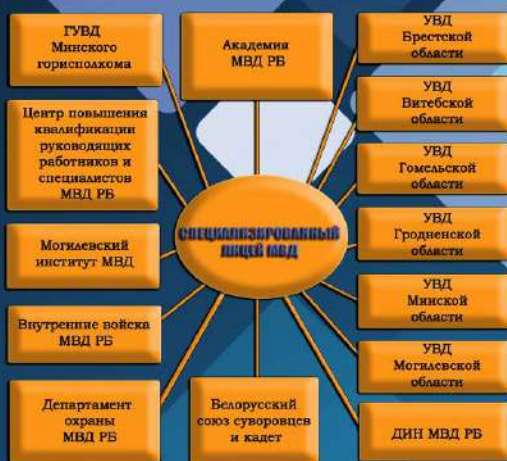 ГУВД
Минского
горисполкома
Академия
МВД РБ
УВД
Брестской
области
Центр повышения
квалификации
руководящих
работников и
специалистов
МВД РБ
УВД
Витебской
области
УВД
Гомельской
области
СПЕЦИАЛИЗИРОВАННЫЙ
ЛИЦЕЙ МВД
Могилевский
институт МВД
УВД
Гродненской
области
УВД
Минской
области
Внутренние войска
МВД РБ
УВД
Могилевской
области
Департамент
охраны
МВД РБ
Белорусский
союз суворовцев
и кадет
ДИН МВД РБ